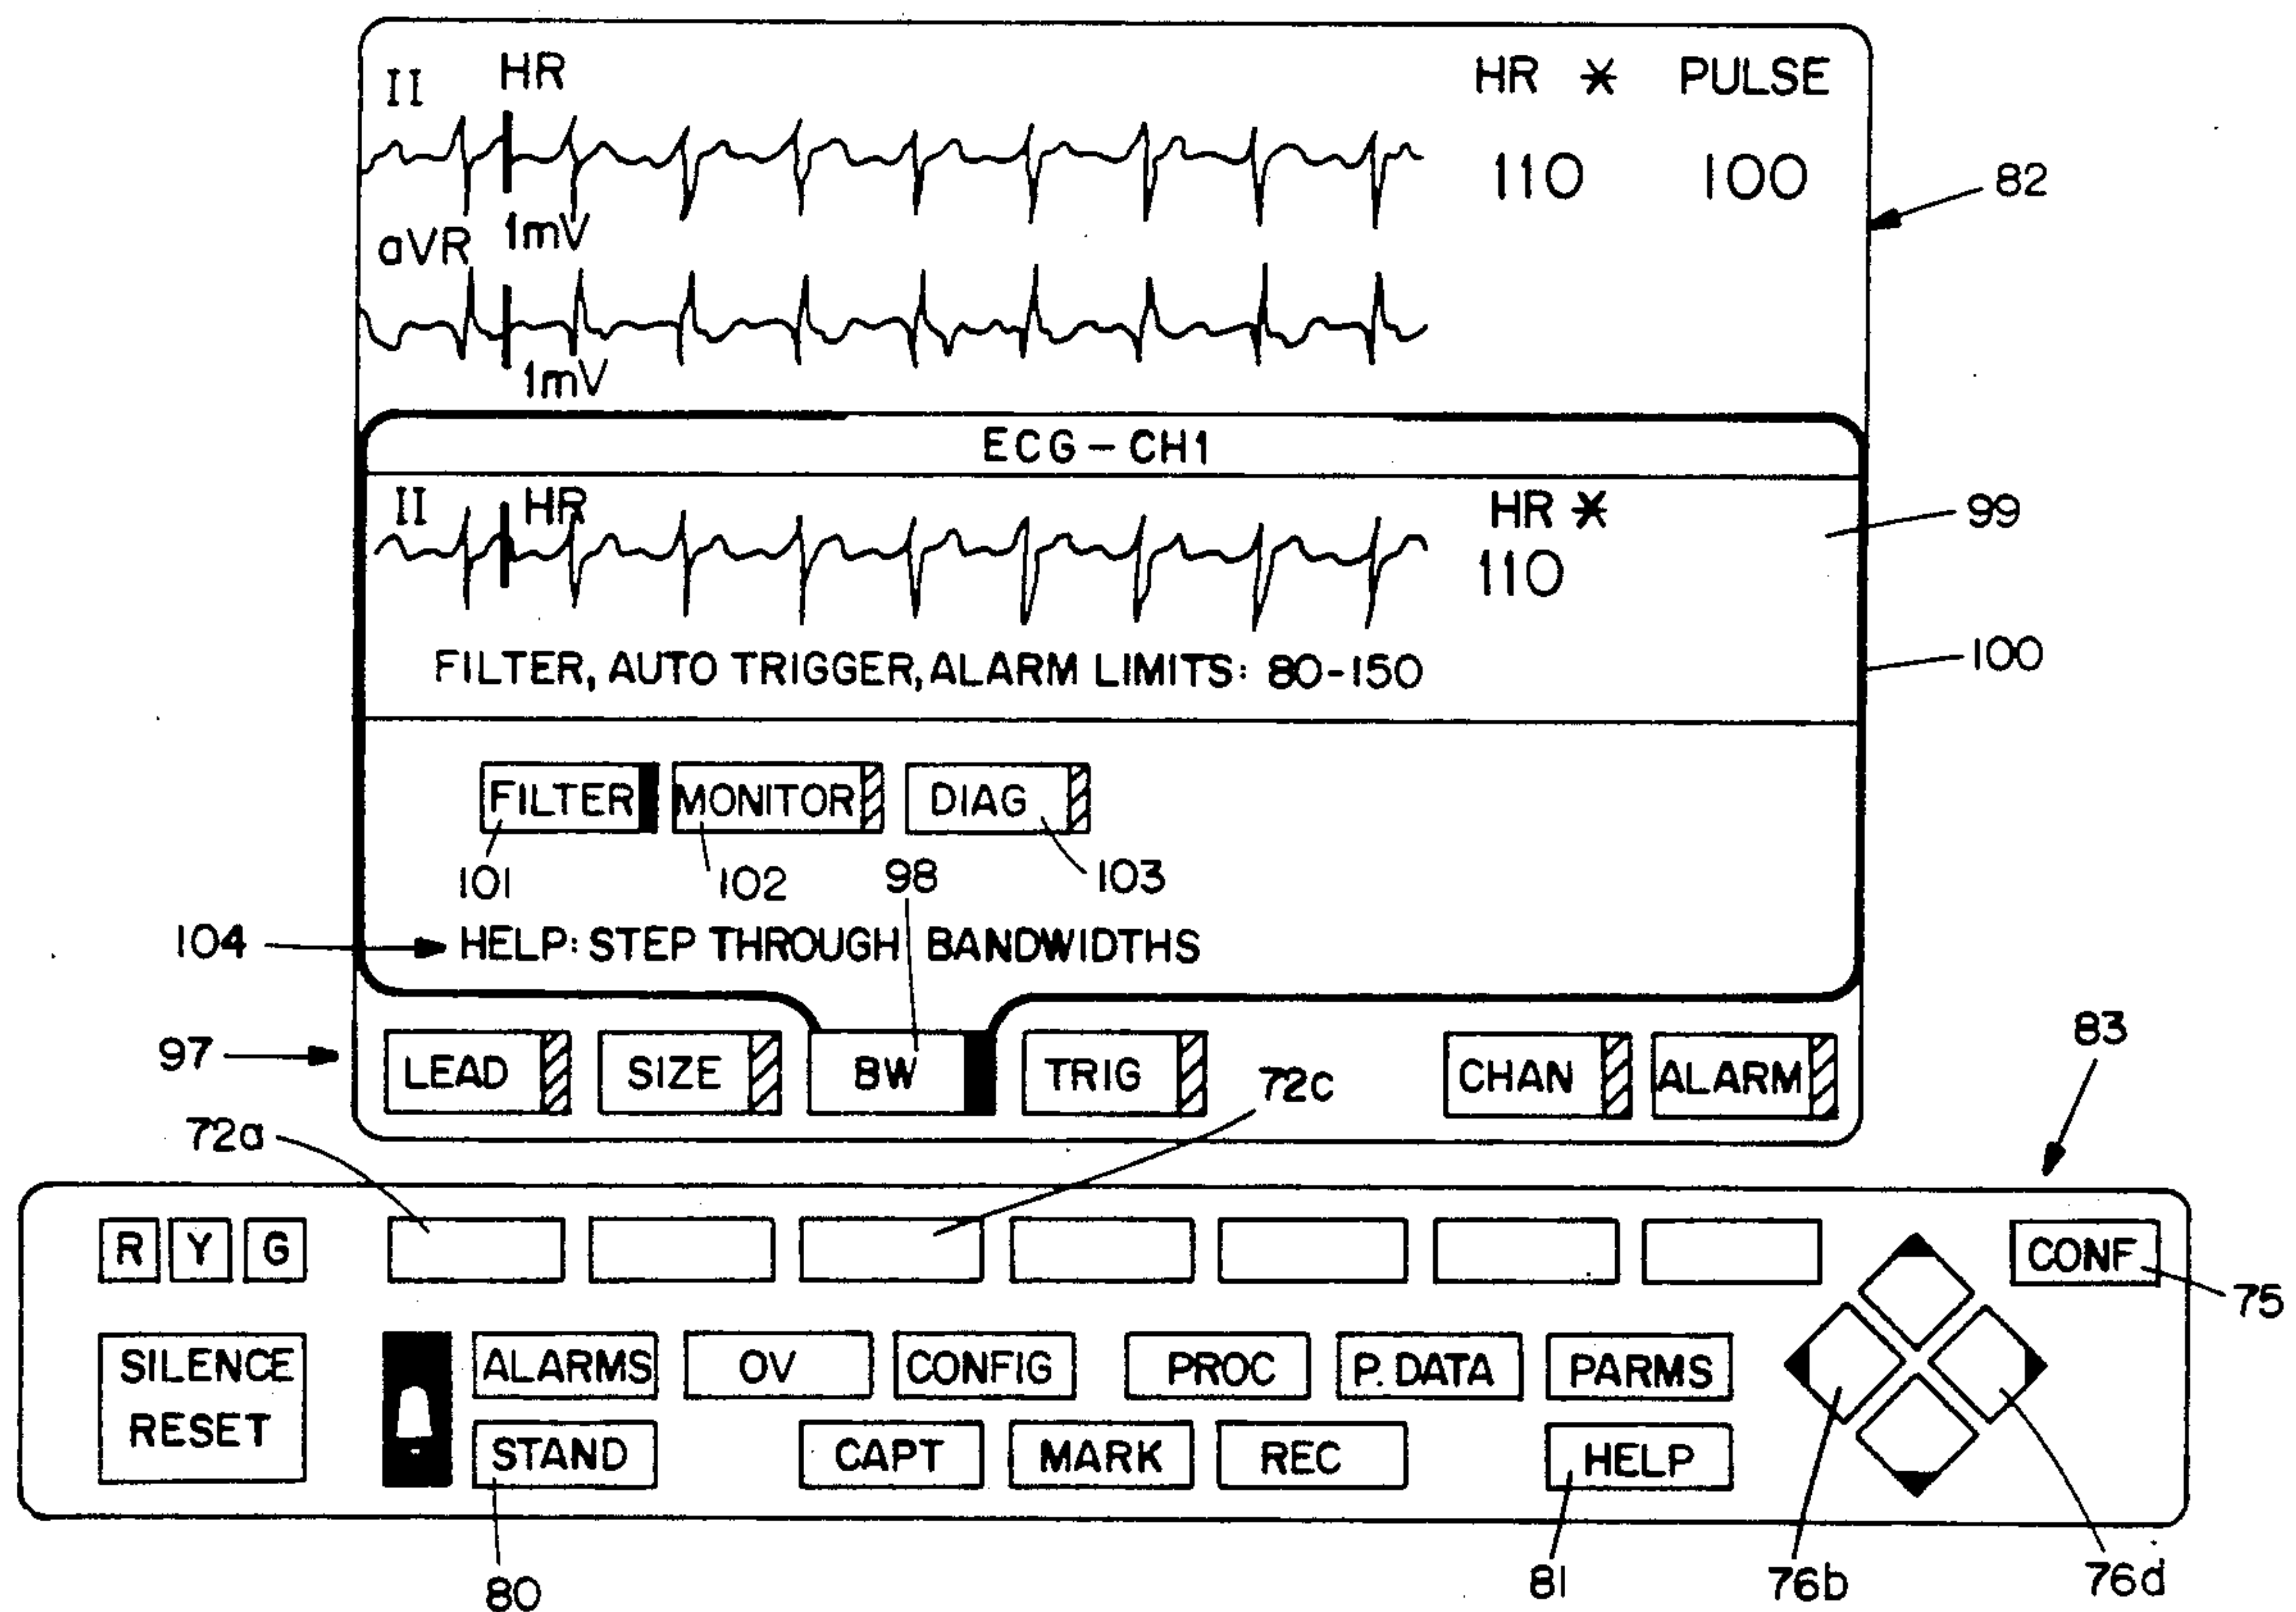 II HR HR * PULSE
110 100
82
aVR 1mV
1mV
ECG - CH1
II HR HR *
99
110
FILTER, AUTO TRIGGER, ALARM LIMITS: 80-150
100
FILTER MONITOR DIAG
101 102 98 103
104 HELP: STEP THROUGH BANDWIDTHS
83
97 LEAD SIZE BW TRIG CHAN ALARM
72a 72c
R Y G CONF
75
SILENCE RESET
ALARMS OV CONFIG PROC P. DATA PARMS
STAND CAPT MARK REC HELP
80 81 76b 76d